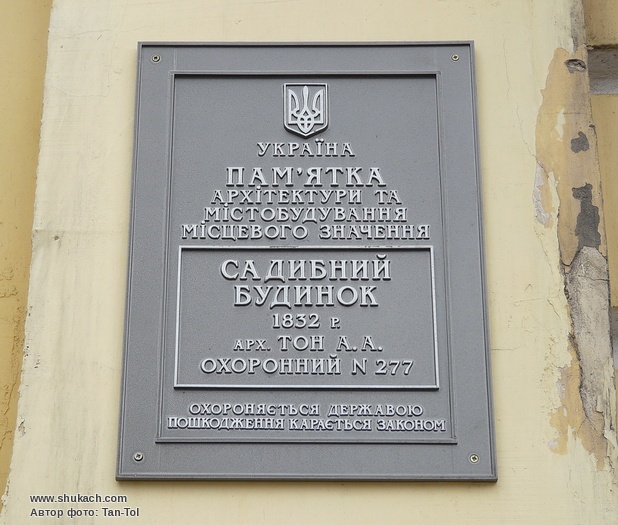 УКРАЇНА
ПАМ'ЯТКА
АРХІТЕКТУРИ ТА
МІСТОБУДУВАННЯ
МІСЦЕВОГО ЗНАЧЕННЯ
САДИБНИЙ
БУДИНОК
1832 Р.
АРХ. ТОН А.А.
ОХОРОННИЙ N 277
ОХОРОНЯЄТЬСЯ ДЕРЖАВОЮ
ПОШКОДЖЕННЯ КАРАЄТЬСЯ ЗАКОНОМ
www.shukach.com
Автор фото: Tan-Tol